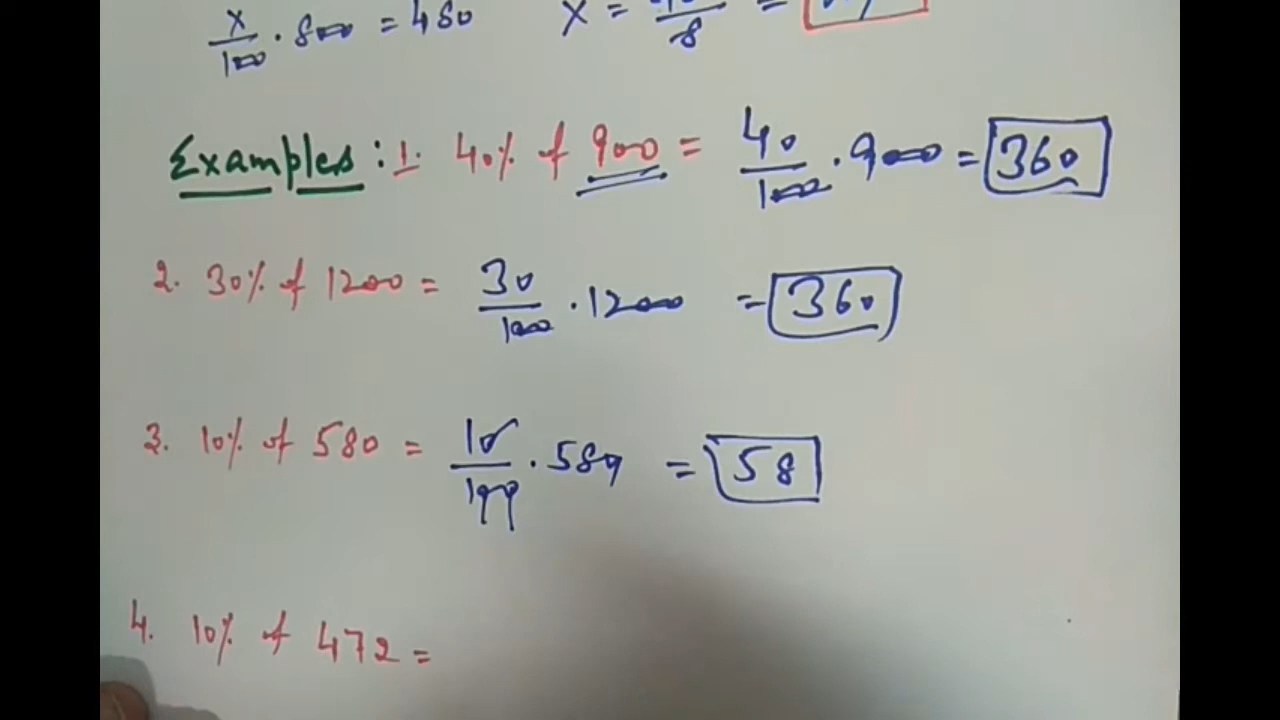 x/100 · 800 = 480 x = /8 =
Examples: 1. 40% of 900 = 40/100 · 900 = 360
2. 30% of 1200 = 30/100 · 1200 = 360
3. 10% of 580 = 10/100 · 580 = 58
4. 10% of 472 =